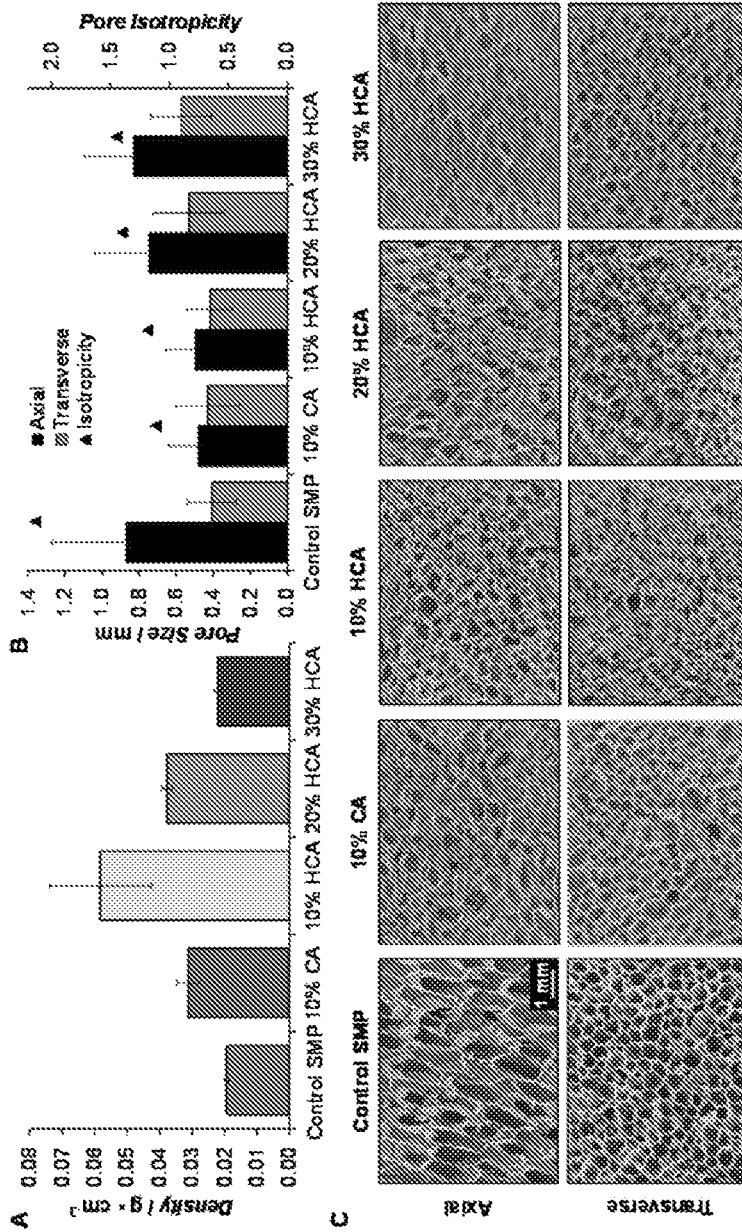 A
Density / g × cm⁻³
0.08
0.07
0.06
0.05
0.04
0.03
0.02
0.01
0.00
Control SMP 10% CA 10% HCA 20% HCA 30% HCA
B
Pore Size / mm
1.4
1.2
1.0
0.8
0.6
0.4
0.2
0.0
■ Axial
Transverse
▲ Isotropicity
Control SMP 10% CA 10% HCA 20% HCA 30% HCA
Pore Isotropicity
2.0
1.5
1.0
0.5
0.0
C
Control SMP 10% CA 10% HCA 20% HCA 30% HCA
Axial
1 mm
Transverse